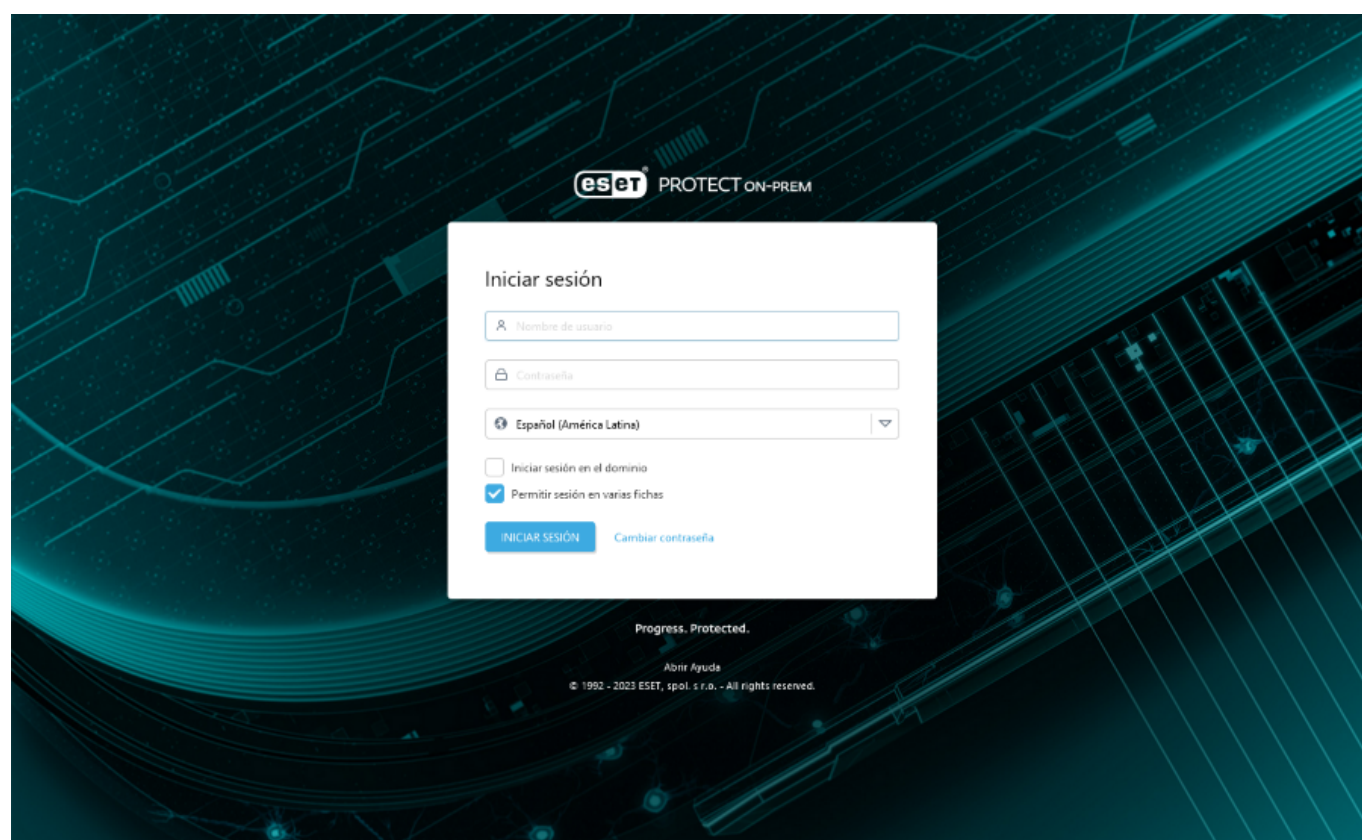 eset® PROTECT ON-PREM
Iniciar sesión
Nombre de usuario
Contraseña
Español (América Latina)
Iniciar sesión en el dominio
Permitir sesión en varias fichas
INICIAR SESIÓN Cambiar contraseña
Progress. Protected.
Abrir Ayuda
© 1992 - 2023 ESET, spol. s r.o. - All rights reserved.